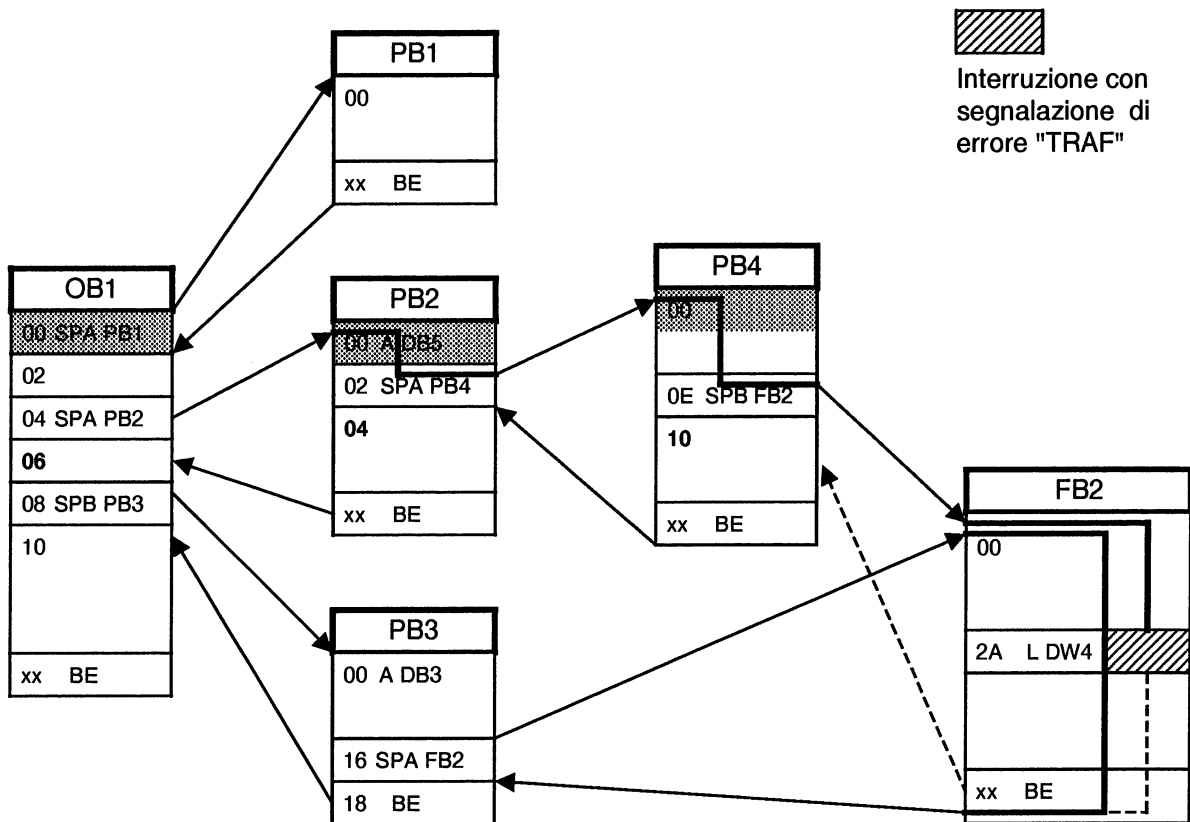 PB1
00
xx BE
Interruzione con
segnalazione di
errore "TRAF"
OB1
00 SPA PB1
02
04 SPA PB2
06
08 SPB PB3
10
xx BE
PB2
00 A DB5
02 SPA PB4
04
xx BE
PB4
00
0E SPB FB2
10
xx BE
PB3
00 A DB3
16 SPA FB2
18 BE
FB2
00
2A L DW4
xx BE